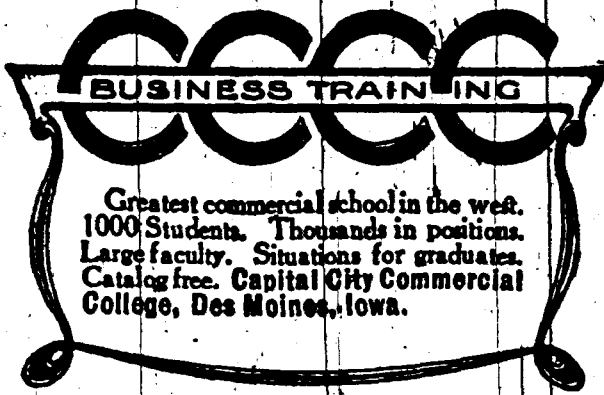 CCCC
BUSINESS TRAINING
Greatest commercial school in the west.
1000 Students. Thousands in positions.
Large faculty. Situations for graduates.
Catalog free. Capital City Commercial
College, Des Moines, Iowa.